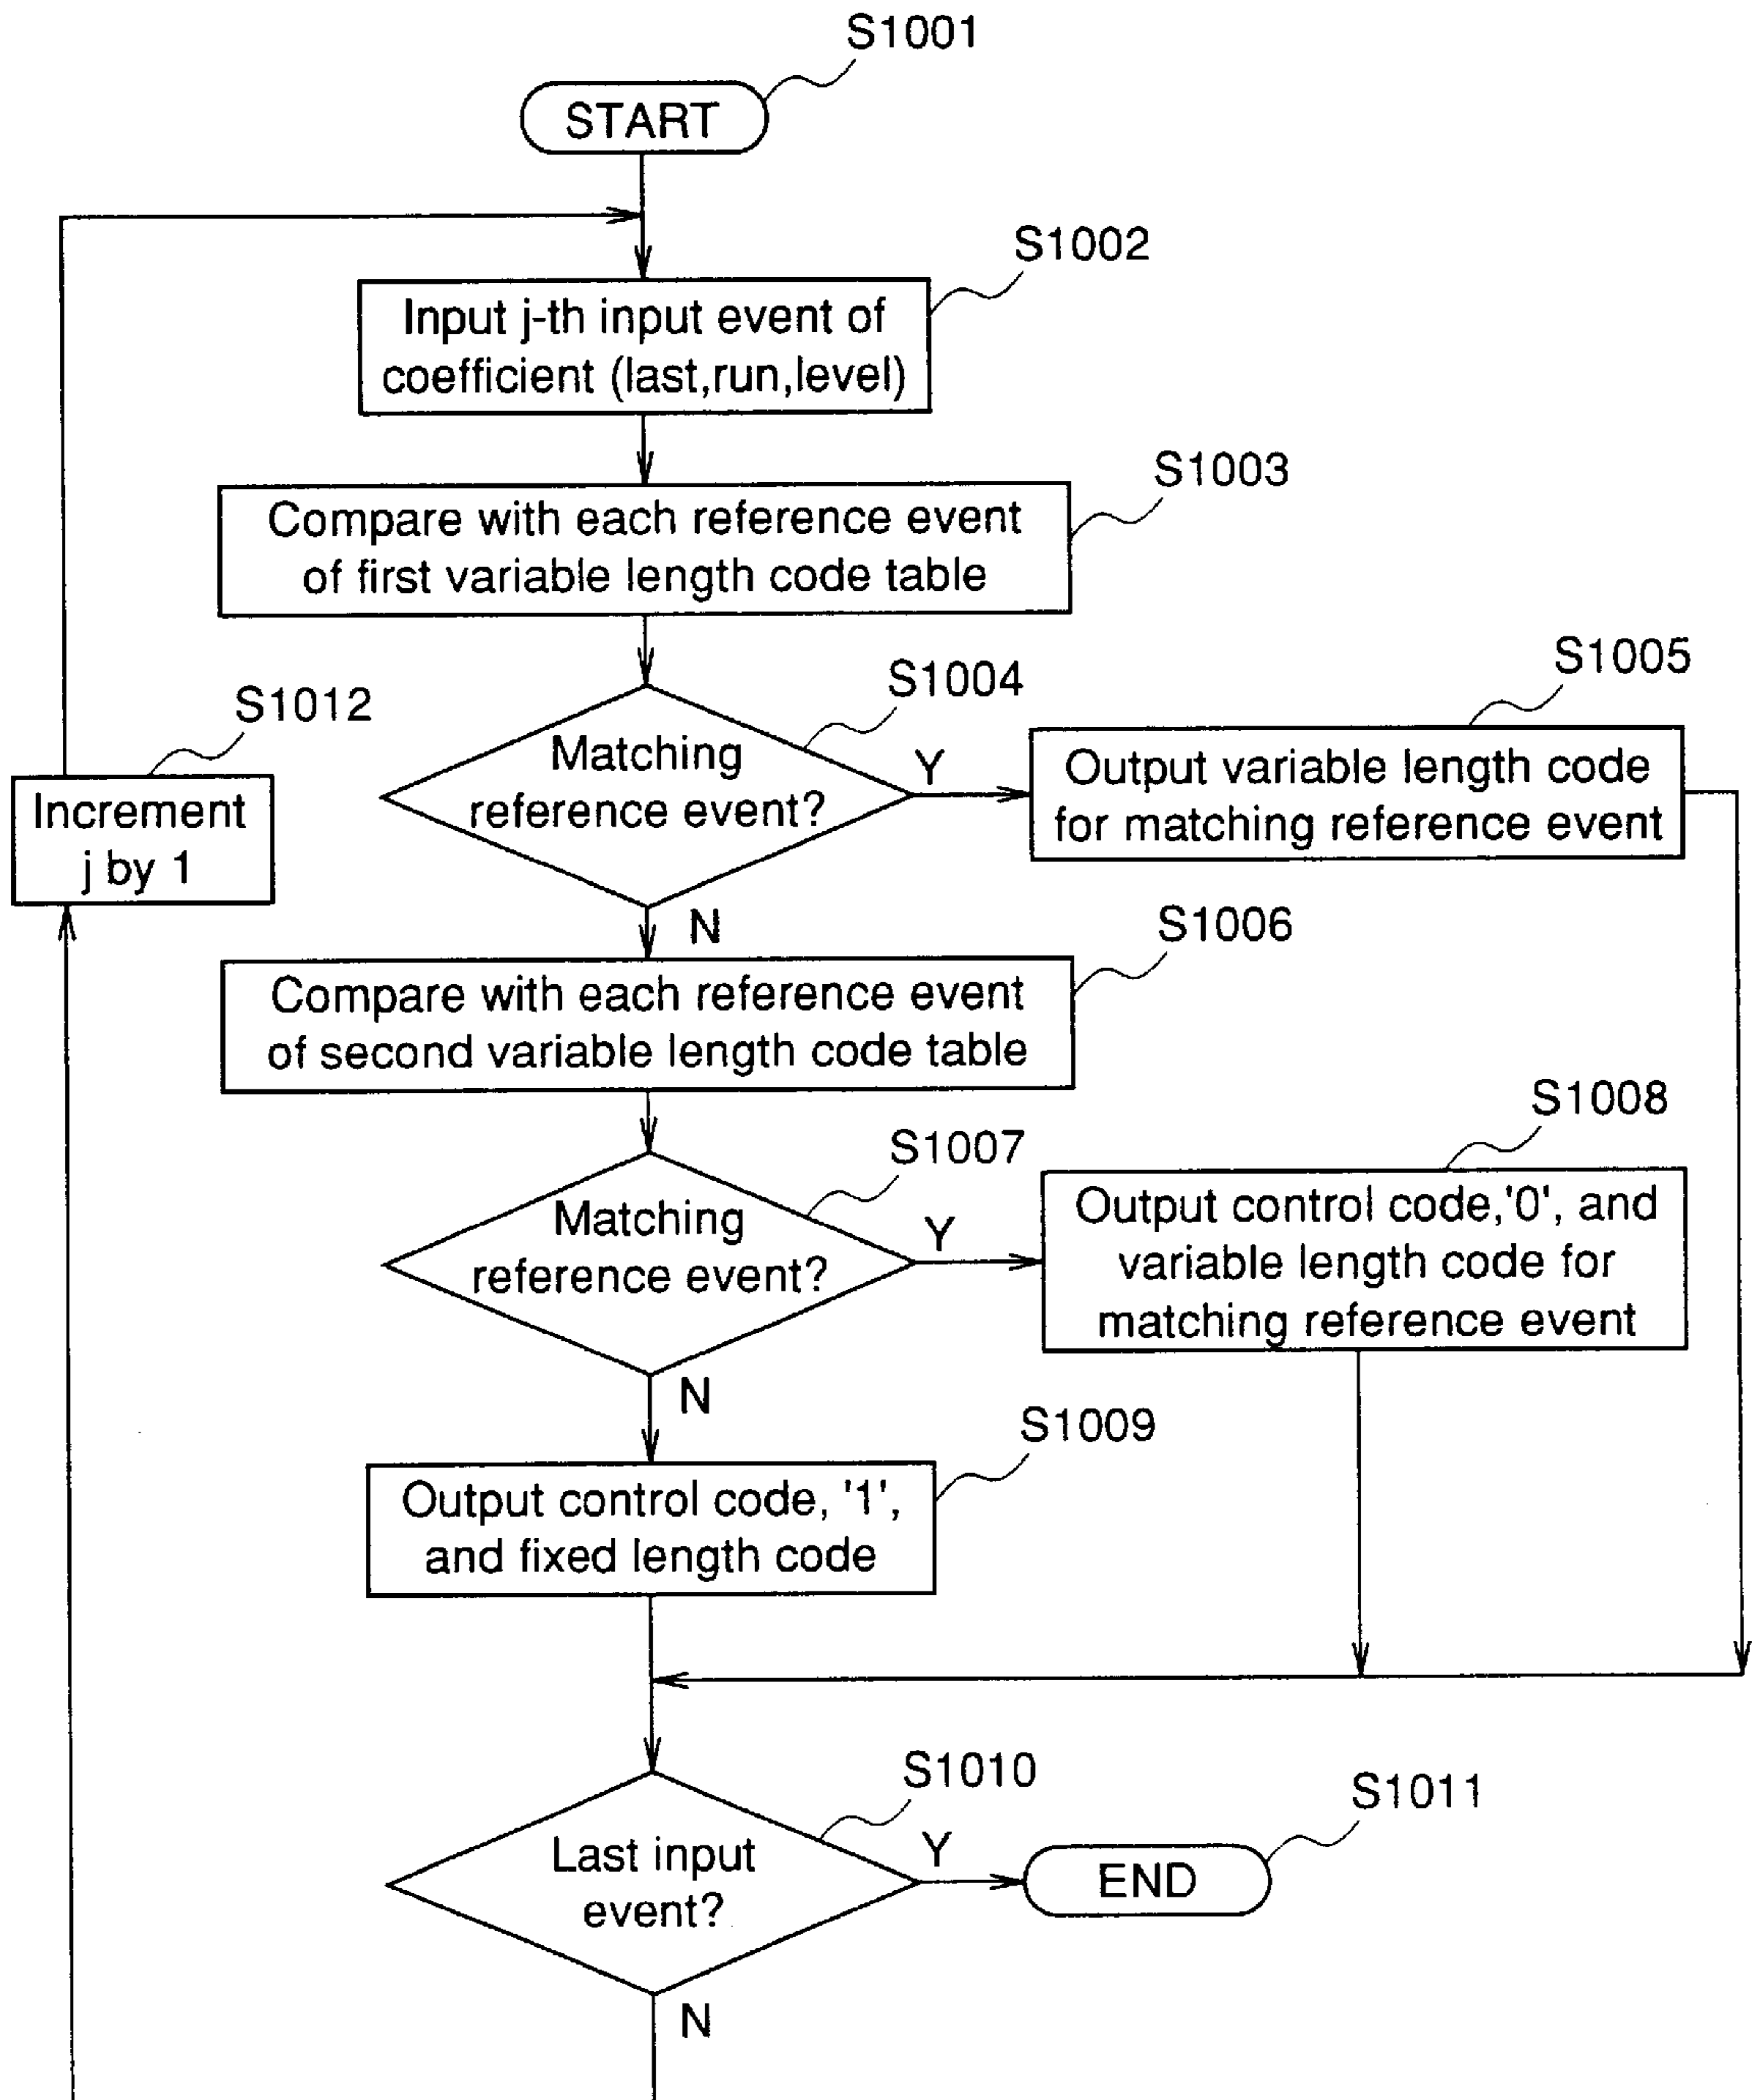 S1001
START
S1002
Input j-th input event of
coefficient (last,run,level)
S1003
Compare with each reference event
of first variable length code table
S1004
Matching
reference event?
Y
S1005
Output variable length code
for matching reference event
S1012
Increment
j by 1
N
S1006
Compare with each reference event
of second variable length code table
S1007
Matching
reference event?
Y
S1008
Output control code,'0', and
variable length code for
matching reference event
N
S1009
Output control code, '1',
and fixed length code
S1010
Last input
event?
Y
S1011
END
N